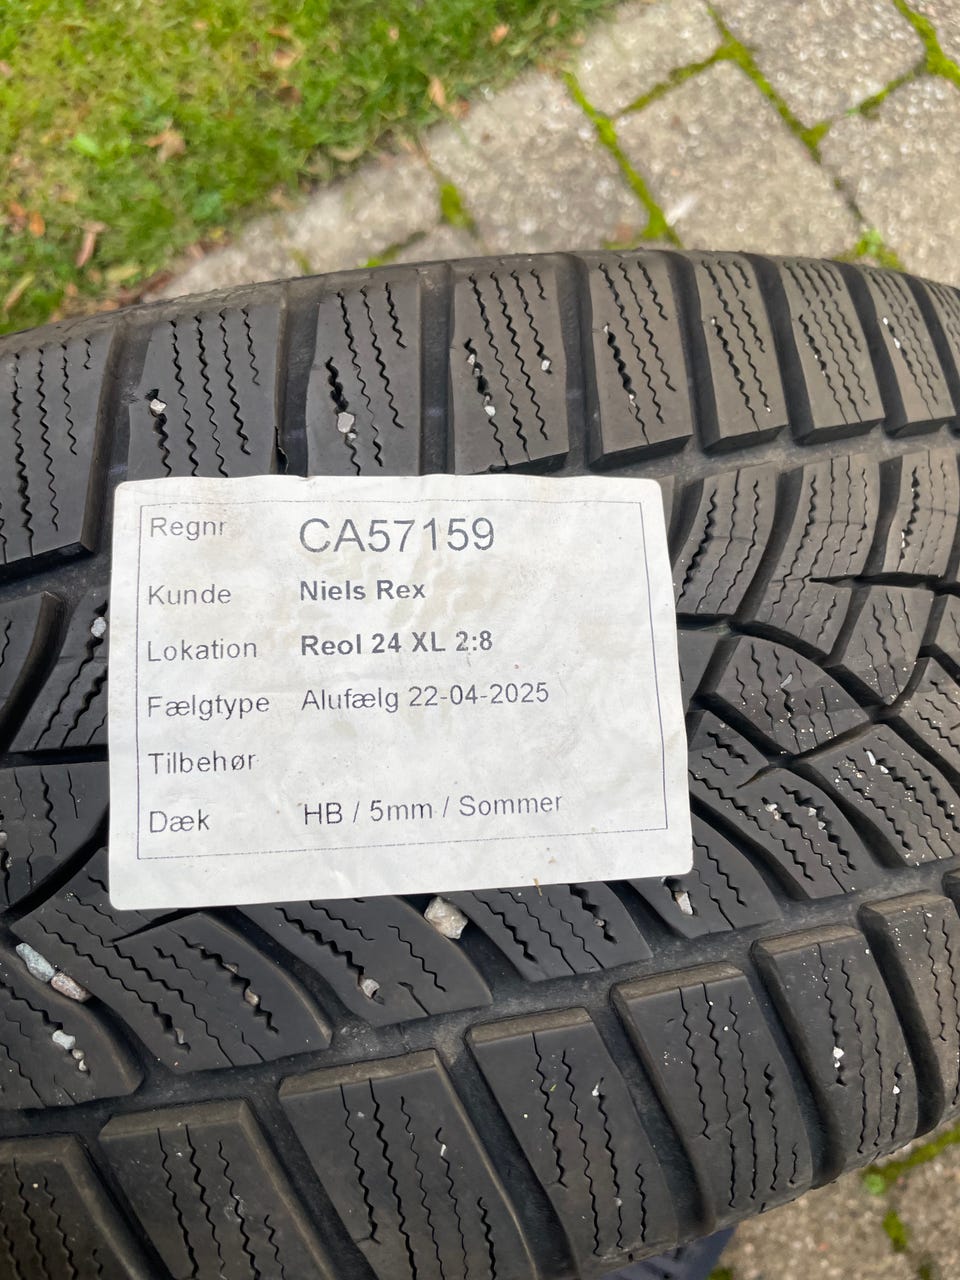 Regnr CA57159
Kunde Niels Rex
Lokation Reol 24 XL 2:8
Fælgtype Alufælg 22-04-2025
Tilbehør
Dæk HB / 5mm / Sommer